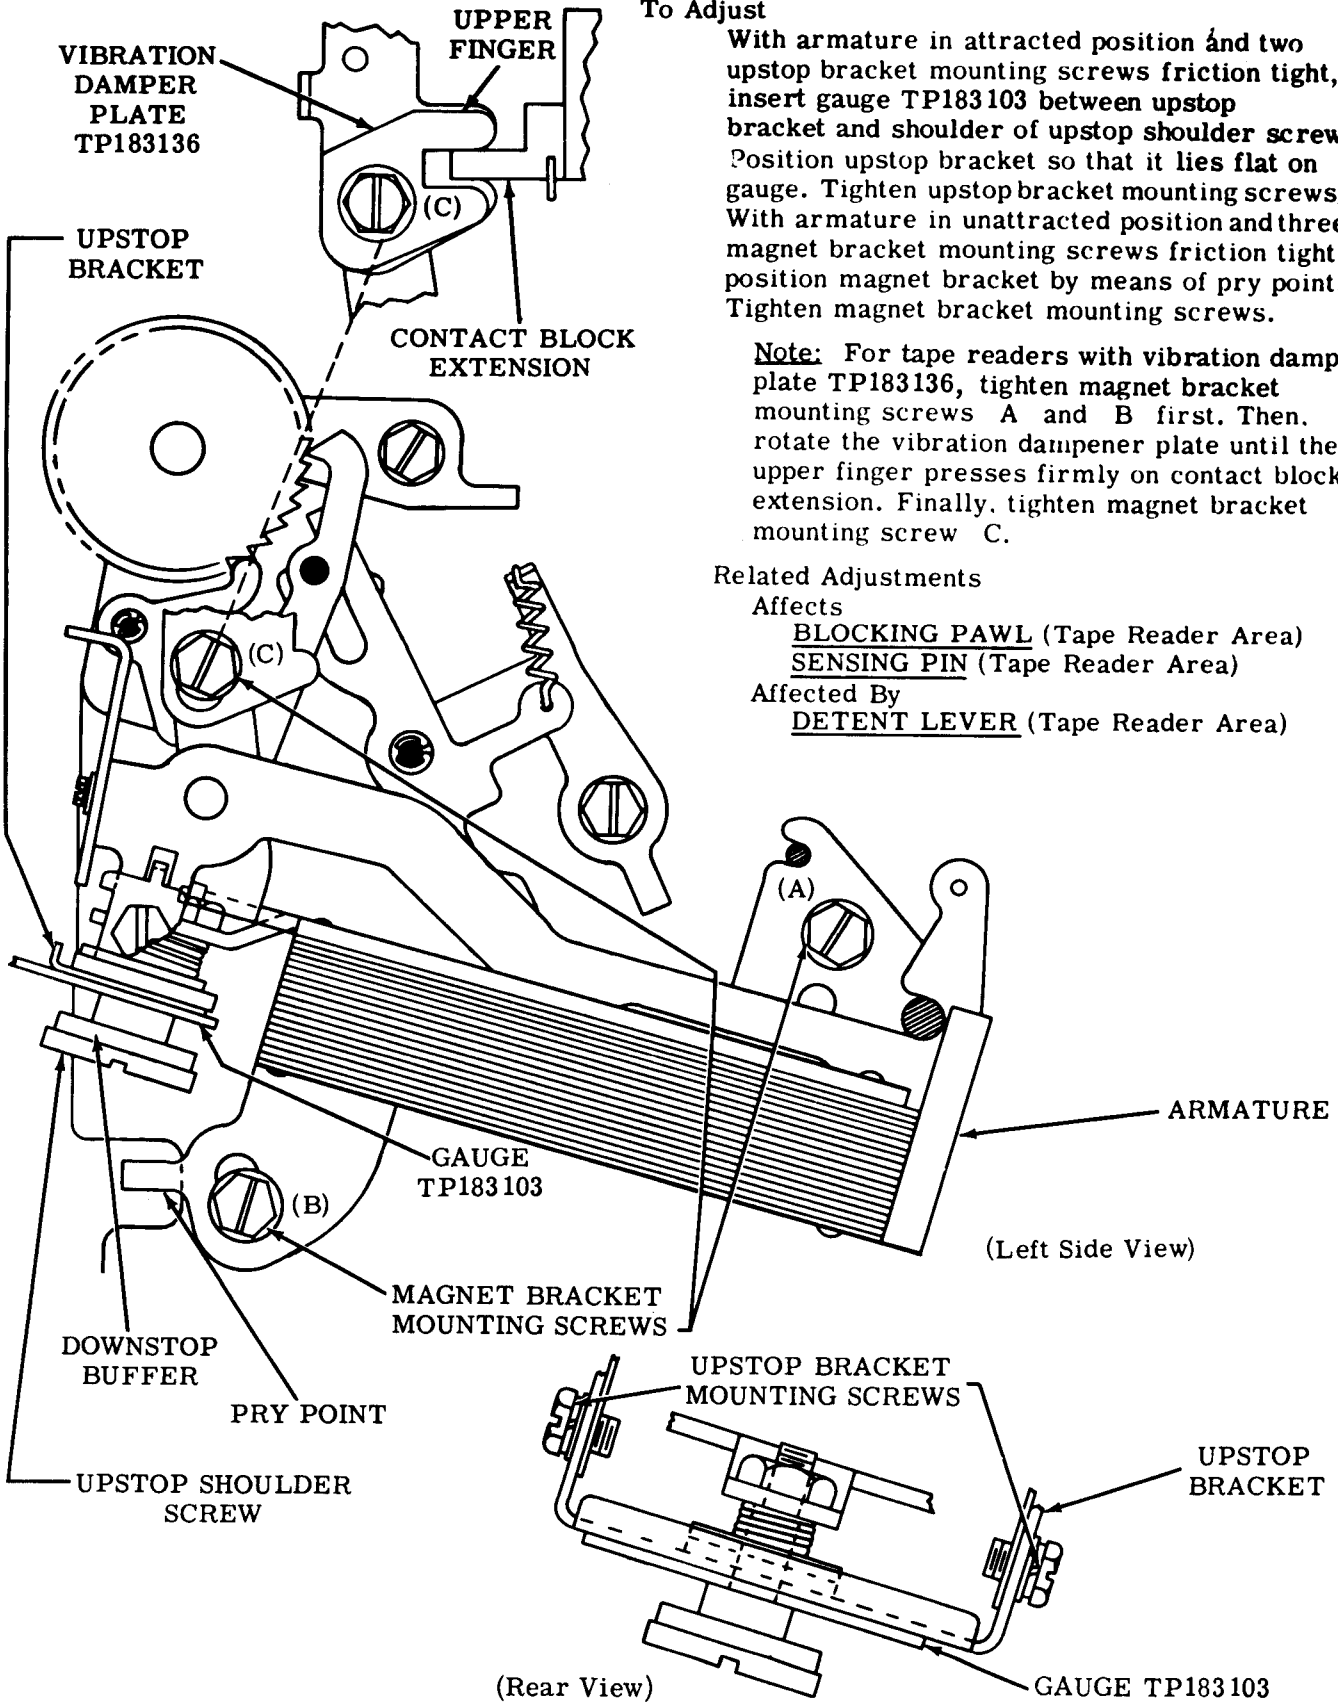 To Adjust
With armature in attracted position and two
upstop bracket mounting screws friction tight,
insert gauge TP183103 between upstop
bracket and shoulder of upstop shoulder screw
Position upstop bracket so that it lies flat on
gauge. Tighten upstop bracket mounting screws.
With armature in unattracted position and three
magnet bracket mounting screws friction tight
position magnet bracket by means of pry point
Tighten magnet bracket mounting screws.
Note: For tape readers with vibration damp
plate TP183136, tighten magnet bracket
mounting screws A and B first. Then,
rotate the vibration dampener plate until the
upper finger presses firmly on contact block
extension. Finally, tighten magnet bracket
mounting screw C.
Related Adjustments
Affects
BLOCKING PAWL (Tape Reader Area)
SENSING PIN (Tape Reader Area)
Affected By
DETENT LEVER (Tape Reader Area)
UPPER
FINGER
VIBRATION
DAMPER
PLATE
TP183136
(C)
UPSTOP
BRACKET
CONTACT BLOCK
EXTENSION
(C)
(A)
ARMATURE
GAUGE
TP183103
(B)
(Left Side View)
MAGNET BRACKET
MOUNTING SCREWS
DOWNSTOP
BUFFER
PRY POINT
UPSTOP SHOULDER
SCREW
UPSTOP BRACKET
MOUNTING SCREWS
UPSTOP
BRACKET
(Rear View)
GAUGE TP183103